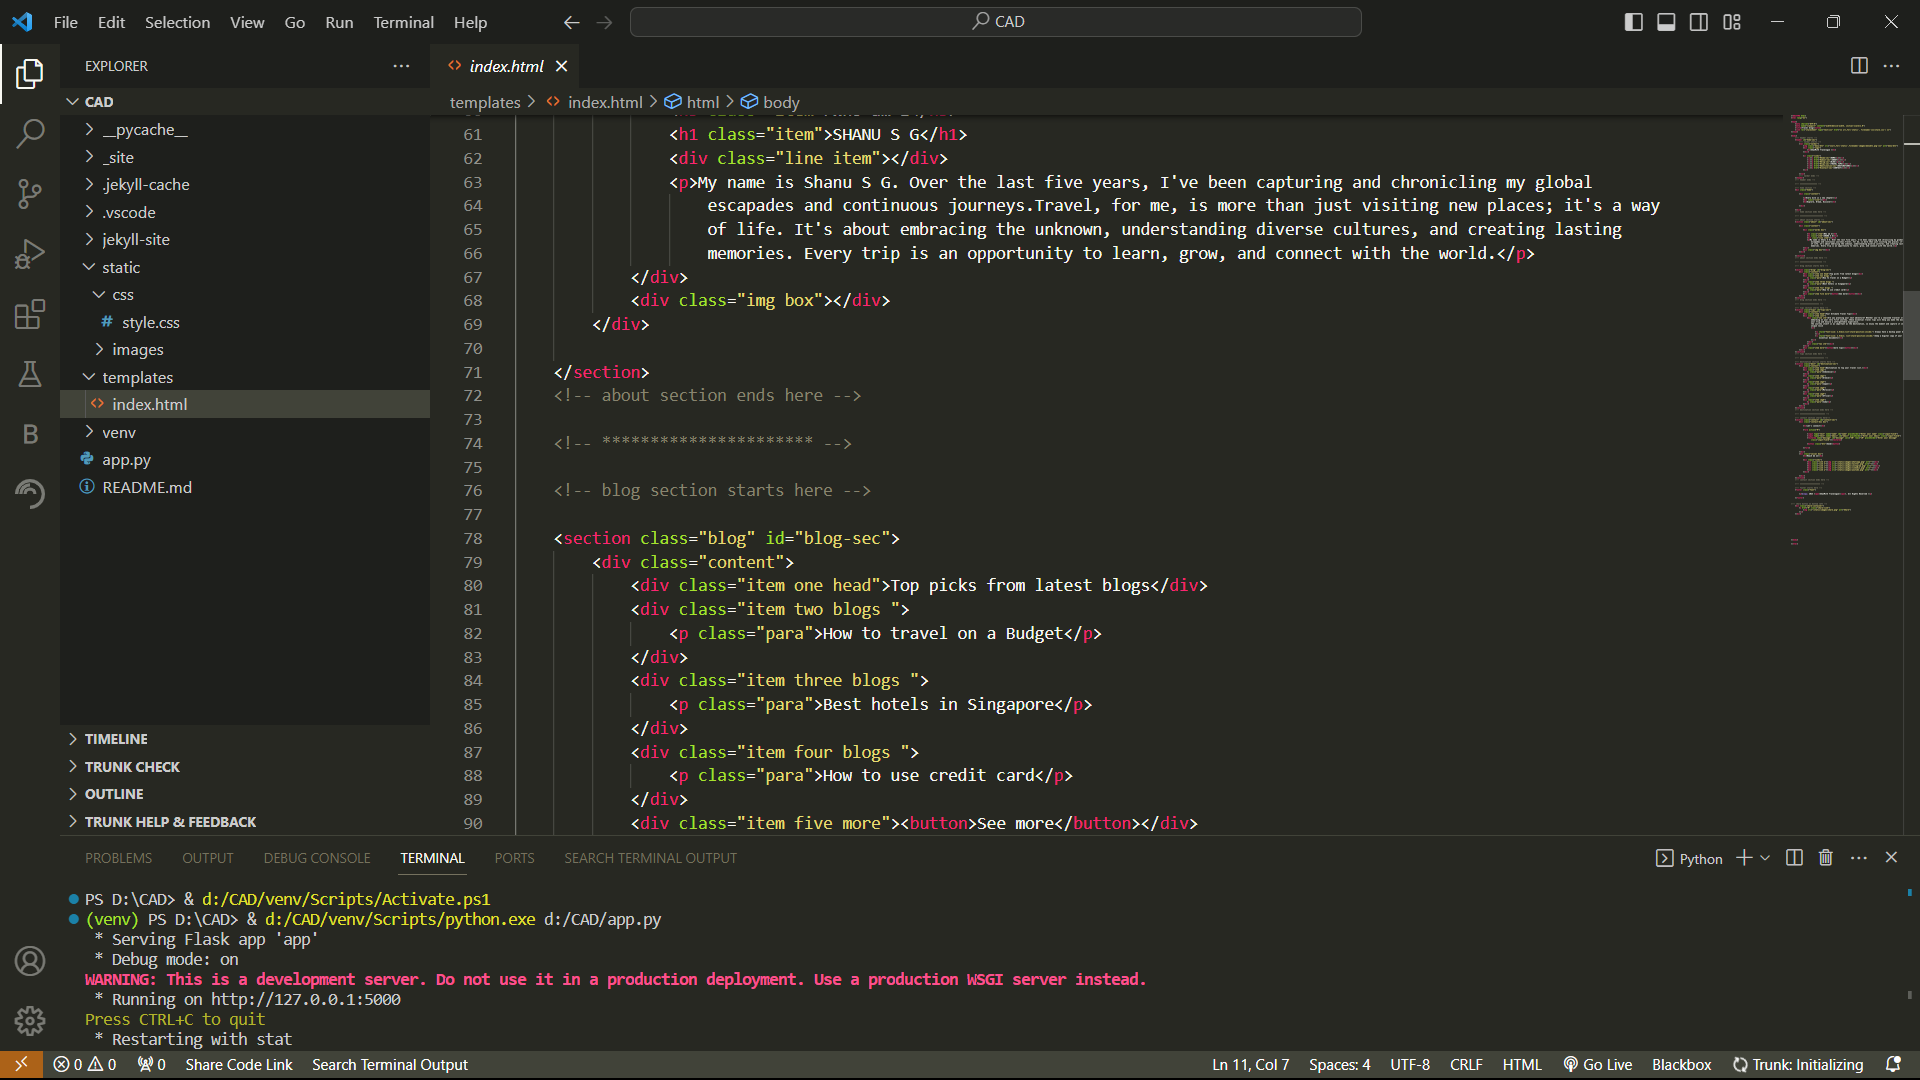 File Edit Selection View Go Run Terminal Help
CAD
EXPLORER
index.html
CAD
templates > index.html > html > body
__pycache__
_site
.jekyll-cache
.vscode
jekyll-site
static
css
# style.css
images
templates
index.html
venv
app.py
README.md
TIMELINE
TRUNK CHECK
OUTLINE
TRUNK HELP & FEEDBACK
61 <h1 class="item">SHANU S G</h1>
62 <div class="line item"></div>
63 <p>My name is Shanu S G. Over the last five years, I've been capturing and chronicling my global
64 escapades and continuous journeys.Travel, for me, is more than just visiting new places; it's a way
65 of life. It's about embracing the unknown, understanding diverse cultures, and creating lasting
66 memories. Every trip is an opportunity to learn, grow, and connect with the world.</p>
67 </div>
68 <div class="img box"></div>
69 </div>
70
71 </section>
72 <!-- about section ends here -->
73
74 <!-- ********************** -->
75
76 <!-- blog section starts here -->
77
78 <section class="blog" id="blog-sec">
79 <div class="content">
80 <div class="item one head">Top picks from latest blogs</div>
81 <div class="item two blogs ">
82 <p class="para">How to travel on a Budget</p>
83 </div>
84 <div class="item three blogs ">
85 <p class="para">Best hotels in Singapore</p>
86 </div>
87 <div class="item four blogs ">
88 <p class="para">How to use credit card</p>
89 </div>
90 <div class="item five more"><button>See more</button></div>
PROBLEMS OUTPUT DEBUG CONSOLE TERMINAL PORTS SEARCH TERMINAL OUTPUT
Python
PS D:\CAD> & d:/CAD/venv/Scripts/Activate.ps1
(venv) PS D:\CAD> & d:/CAD/venv/Scripts/python.exe d:/CAD/app.py
* Serving Flask app 'app'
* Debug mode: on
WARNING: This is a development server. Do not use it in a production deployment. Use a production WSGI server instead.
* Running on http://127.0.0.1:5000
Press CTRL+C to quit
* Restarting with stat
0 0 0 Share Code Link Search Terminal Output
Ln 11, Col 7 Spaces: 4 UTF-8 CRLF HTML Go Live Blackbox Trunk: Initializing